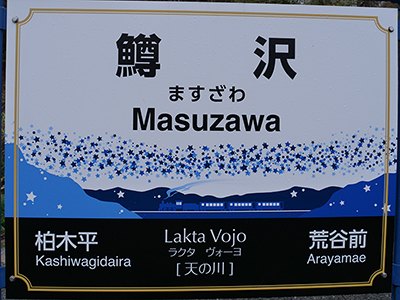 鱒沢
ますざわ
Masuzawa
柏木平
Kashiwagidaira
Lakta Vojo
ラクタ ヴォーヨ
[天の川]
荒谷前
Arayamae